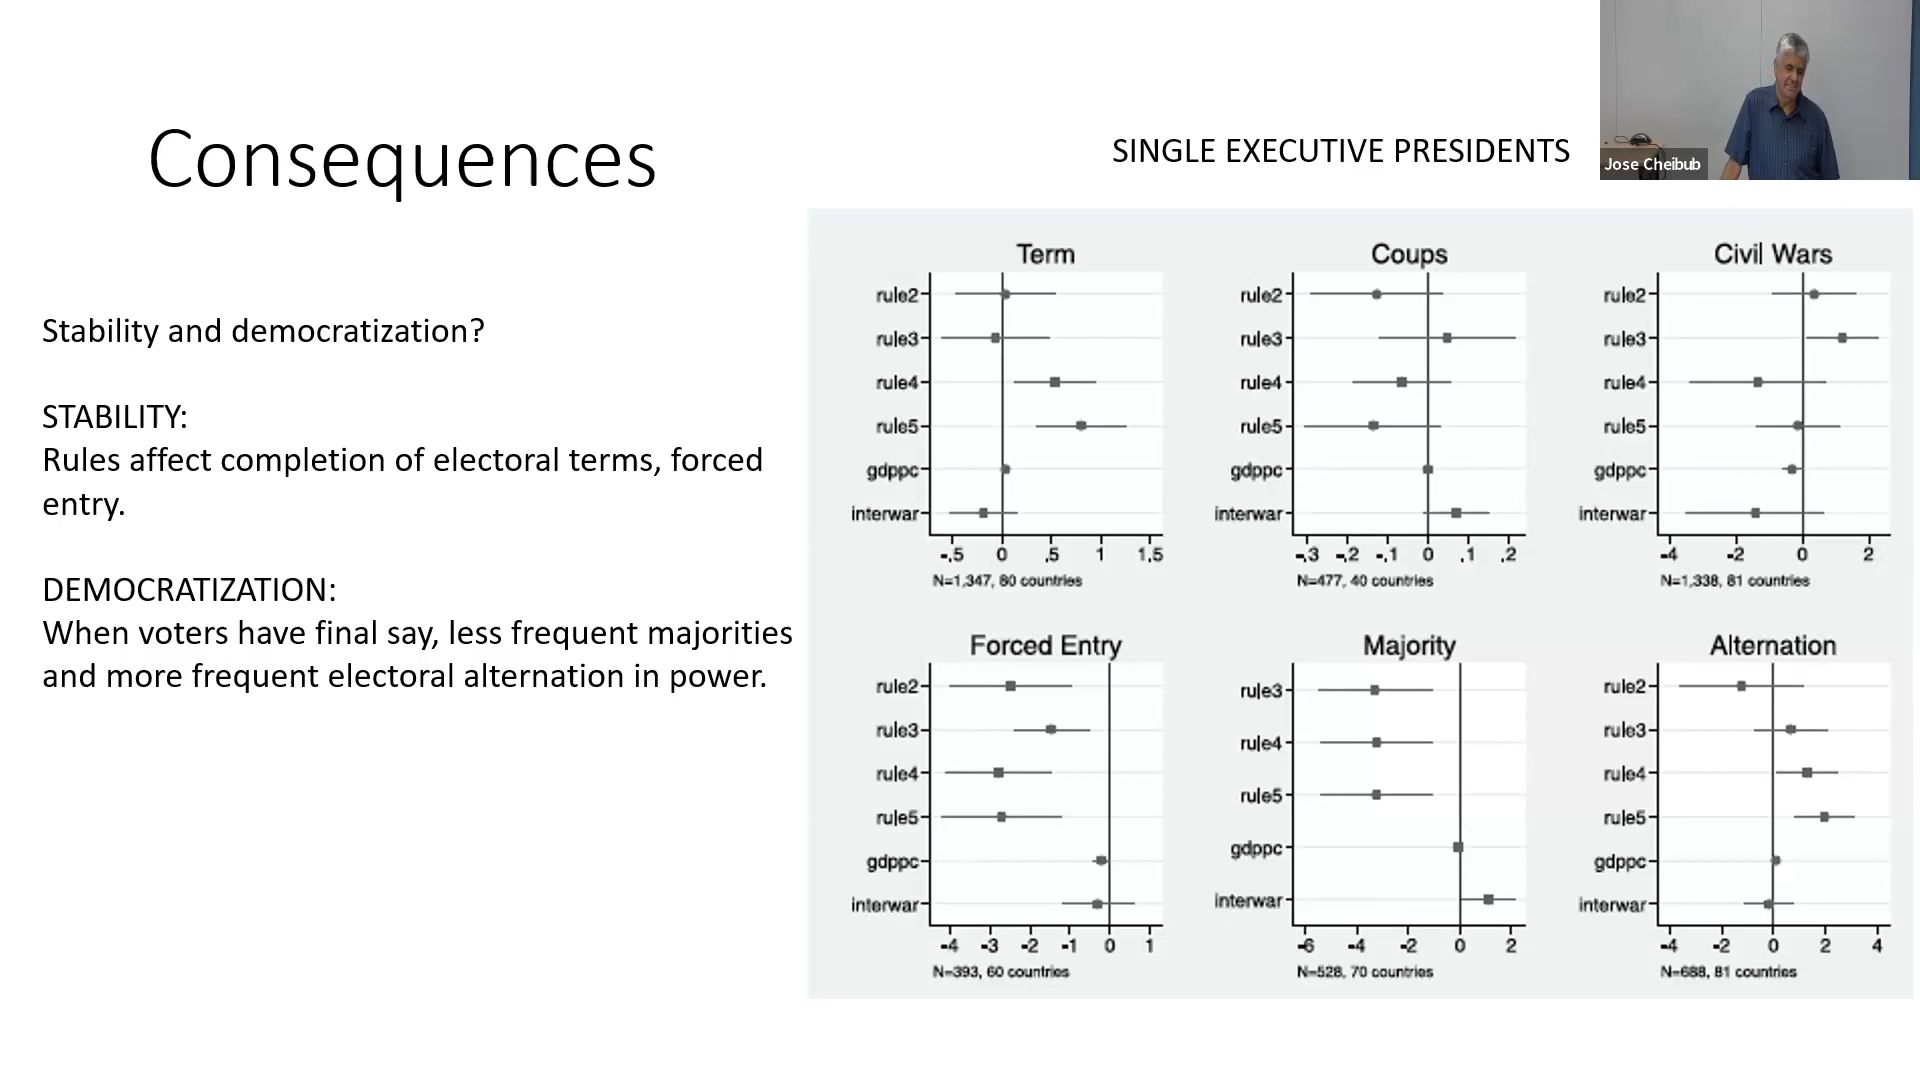 Consequences
SINGLE EXECUTIVE PRESIDENTS
Jose Cheibub
Stability and democratization?
STABILITY:
Rules affect completion of electoral terms, forced
entry.
DEMOCRATIZATION:
When voters have final say, less frequent majorities
and more frequent electoral alternation in power.
Term
rule2
rule3
rule4
rule5
gdppc
interwar
-.5 0 .5 1 1.5
N=1,347, 80 countries
Coups
rule2
rule3
rule4
rule5
gdppc
interwar
-.3 -.2 -.1 0 .1 .2
N=477, 40 countries
Civil Wars
rule2
rule3
rule4
rule5
gdppc
interwar
-4 -2 0 2
N=1,338, 81 countries
Forced Entry
rule2
rule3
rule4
rule5
gdppc
interwar
-4 -3 -2 -1 0 1
N=393, 60 countries
Majority
rule3
rule4
rule5
gdppc
interwar
-6 -4 -2 0 2
N=528, 70 countries
Alternation
rule2
rule3
rule4
rule5
gdppc
interwar
-4 -2 0 2 4
N=688, 81 countries